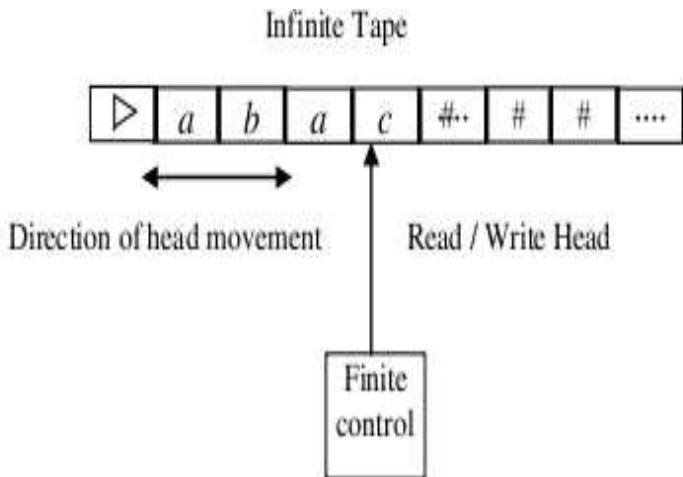 Infinite Tape
▷ a b a c #.. # # ....
Direction of head movement Read / Write Head
Finite
control